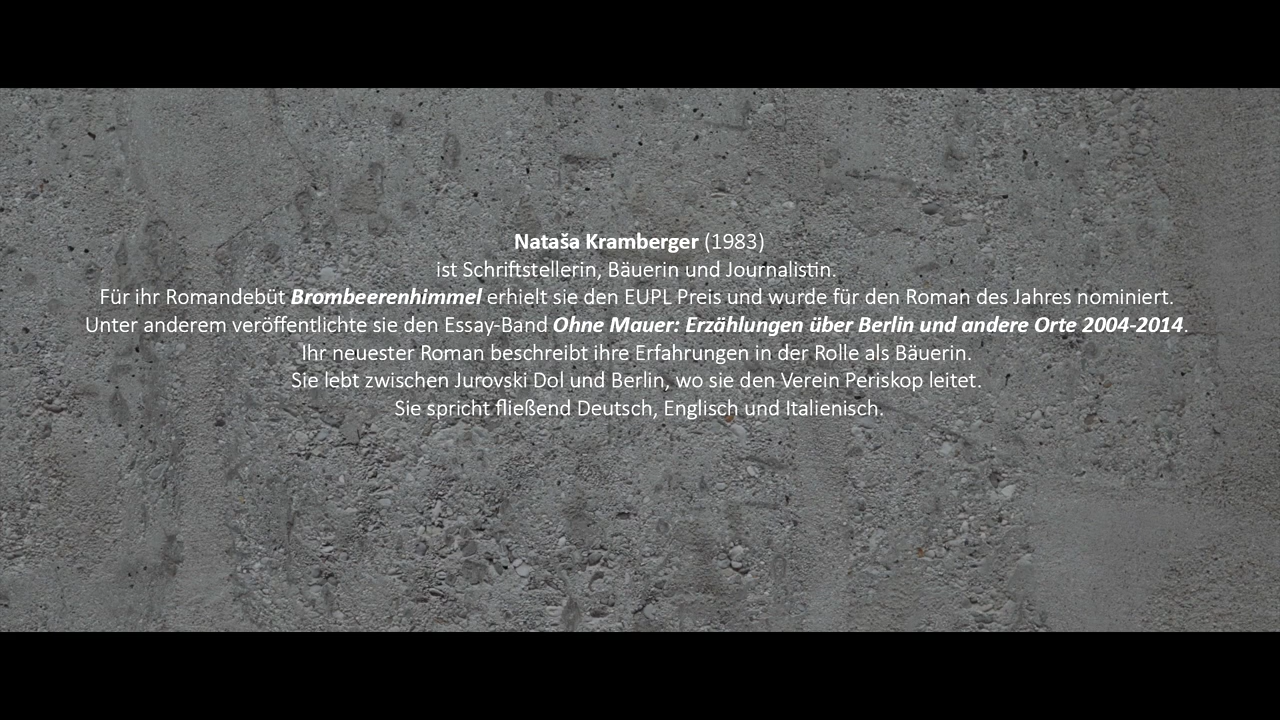 Nataša Kramberger (1983)
ist Schriftstellerin, Bäuerin und Journalistin.
Für ihr Romandebüt Brombeerenhimmel erhielt sie den EUPL Preis und wurde für den Roman des Jahres nominiert.
Unter anderem veröffentlichte sie den Essay-Band Ohne Mauer: Erzählungen über Berlin und andere Orte 2004-2014.
Ihr neuester Roman beschreibt ihre Erfahrungen in der Rolle als Bäuerin.
Sie lebt zwischen Jurovski Dol und Berlin, wo sie den Verein Periskop leitet.
Sie spricht fließend Deutsch, Englisch und Italienisch.